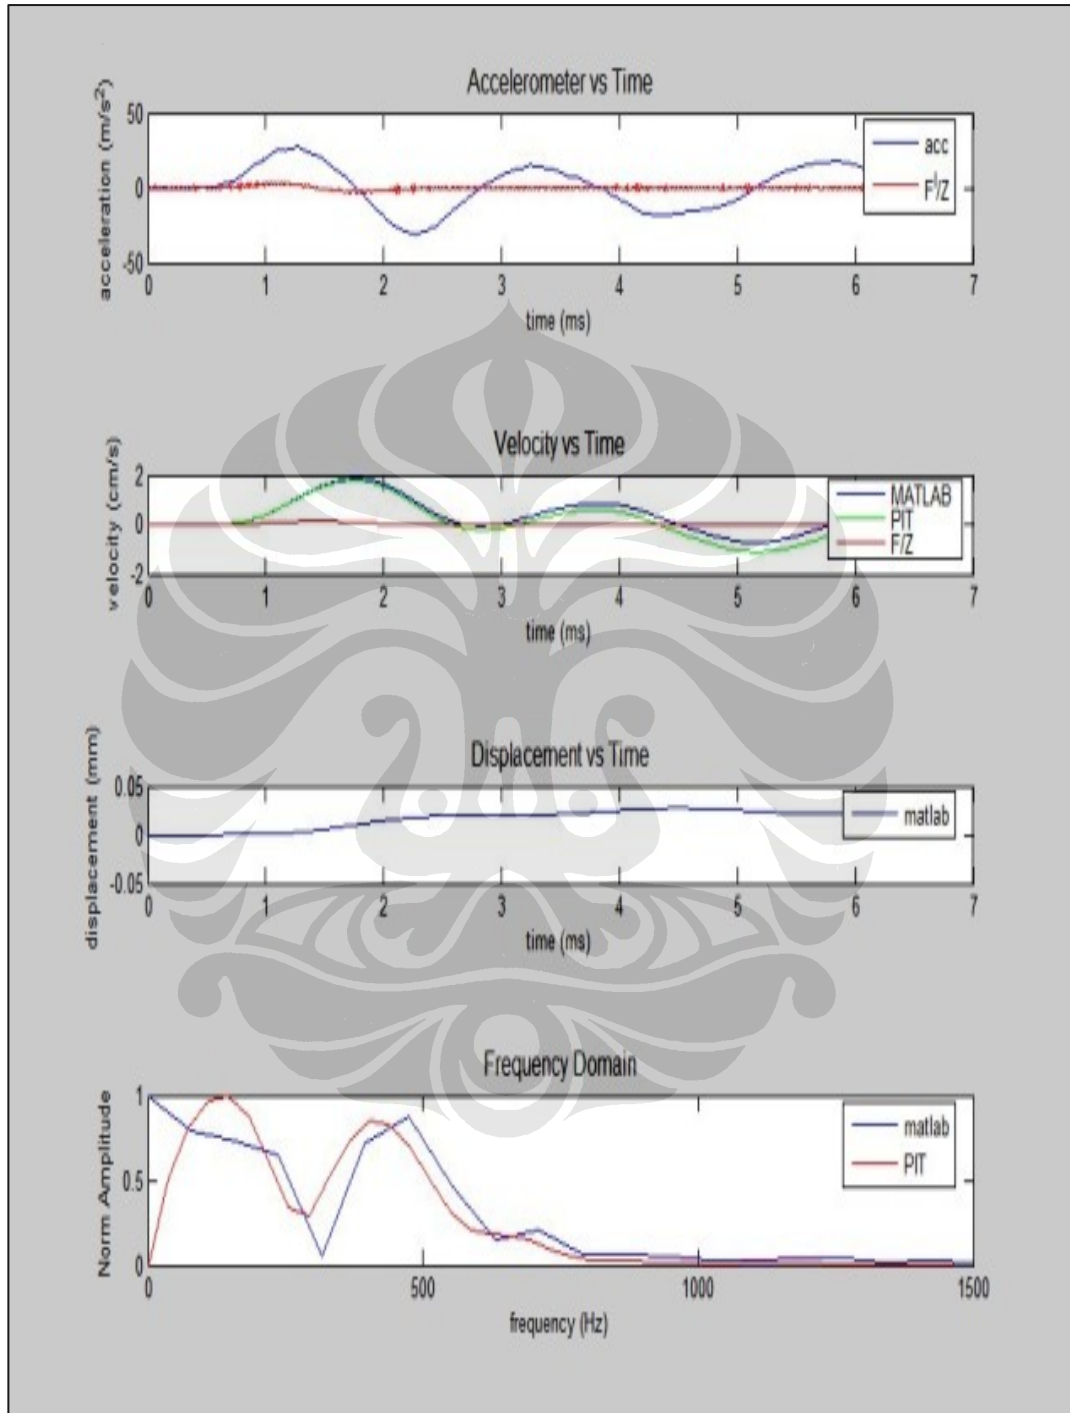 Accelerometer vs Time
acceleration (m/s²)
50
0
-50
acc
F'/Z
0 1 2 3 4 5 6 7
time (ms)
Velocity vs Time
velocity (cm/s)
2
0
-2
MATLAB
PIT
F/Z
0 1 2 3 4 5 6 7
time (ms)
Displacement vs Time
displacement (mm)
0.05
0
-0.05
matlab
0 1 2 3 4 5 6 7
time (ms)
Frequency Domain
Norm Amplitude
1
0.5
0
matlab
PIT
0 500 1000 1500
frequency (Hz)